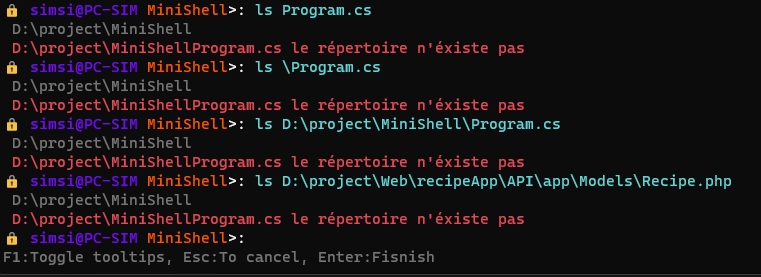 simsi@PC-SIM MiniShell>: ls Program.cs
D:\project\MiniShell
D:\project\MiniShellProgram.cs le répertoire n'éxiste pas
simsi@PC-SIM MiniShell>: ls \Program.cs
D:\project\MiniShell
D:\project\MiniShellProgram.cs le répertoire n'éxiste pas
simsi@PC-SIM MiniShell>: ls D:\project\MiniShell\Program.cs
D:\project\MiniShell
D:\project\MiniShellProgram.cs le répertoire n'éxiste pas
simsi@PC-SIM MiniShell>: ls D:\project\Web\recipeApp\API\app\Models\Recipe.php
D:\project\MiniShell
D:\project\MiniShellProgram.cs le répertoire n'éxiste pas
simsi@PC-SIM MiniShell>:
F1:Toggle tooltips, Esc:To cancel, Enter:Fisnish